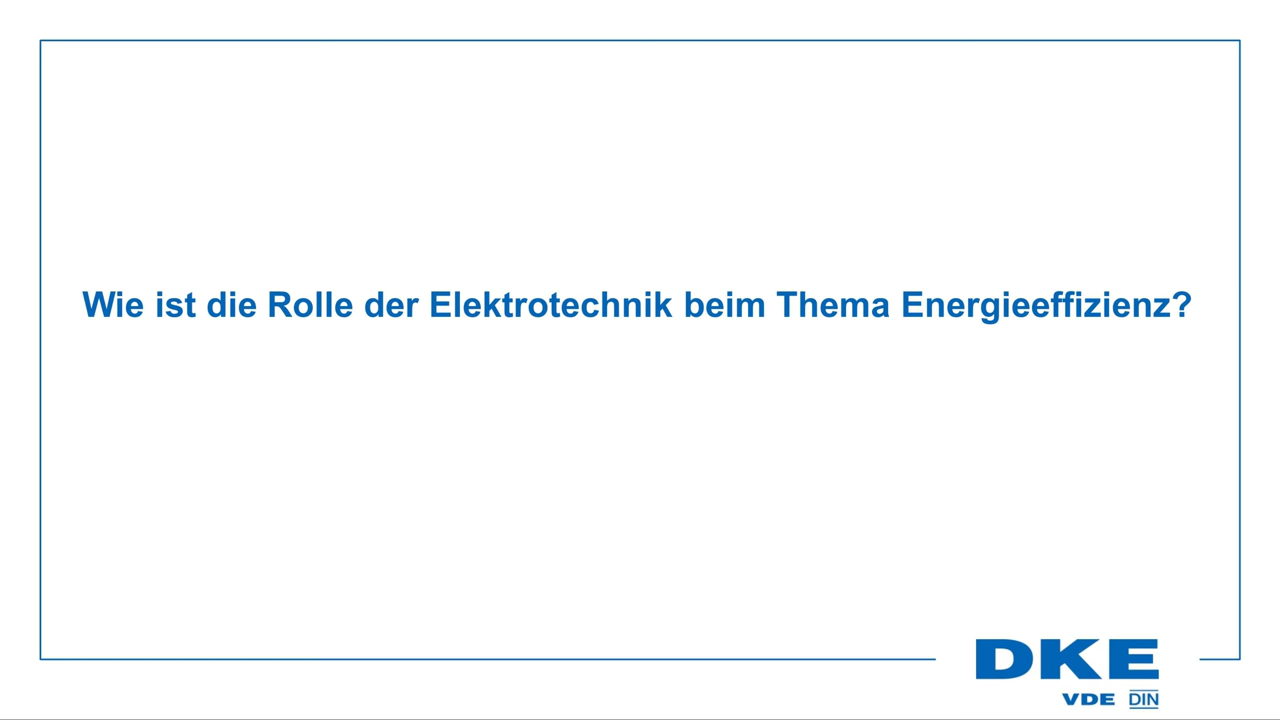 Wie ist die Rolle der Elektrotechnik beim Thema Energieeffizienz?
DKE
VDE DIN